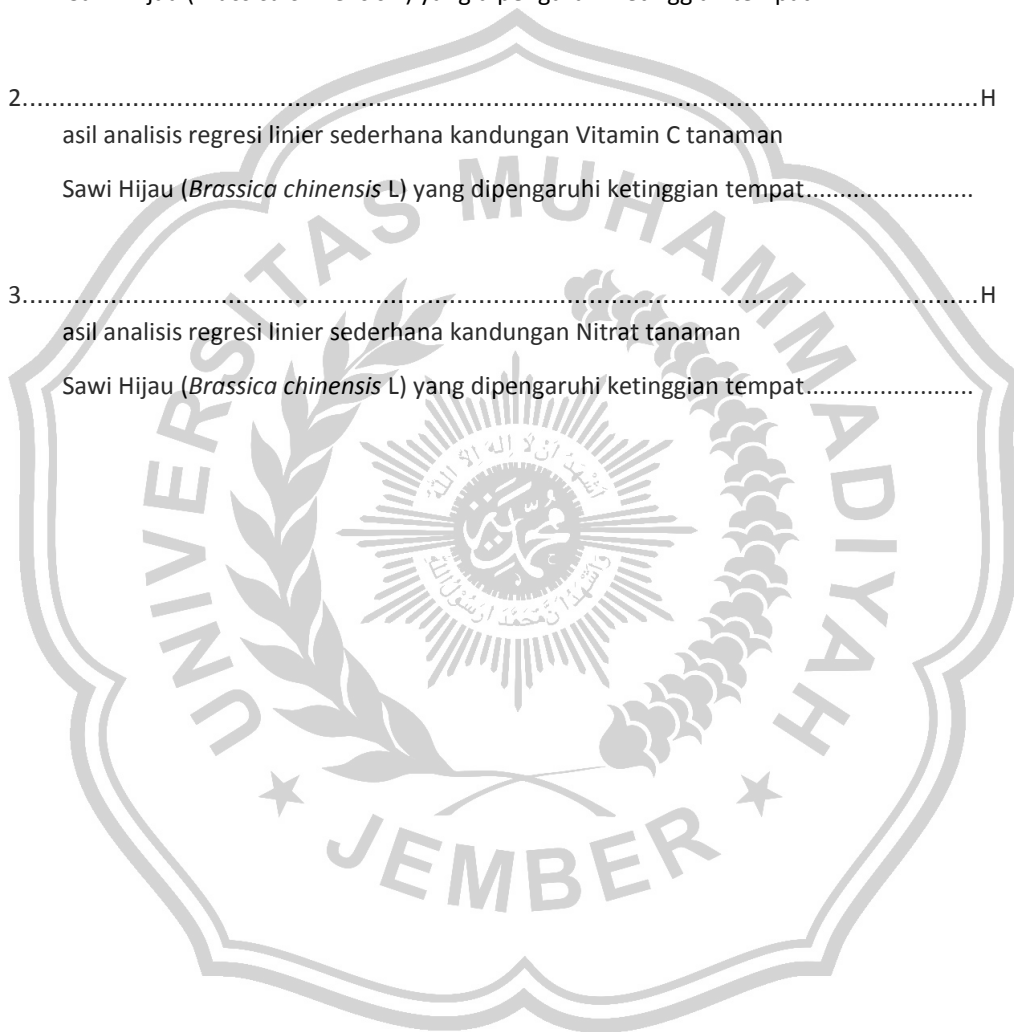 2.......................................................................................................................................H
asil analisis regresi linier sederhana kandungan Vitamin C tanaman
Sawi Hijau (Brassica chinensis L) yang dipengaruhi ketinggian tempat.......................
3.......................................................................................................................................H
asil analisis regresi linier sederhana kandungan Nitrat tanaman
Sawi Hijau (Brassica chinensis L) yang dipengaruhi ketinggian tempat.......................
UNIVERSITAS MUHAMMADIYAH
JEMBER